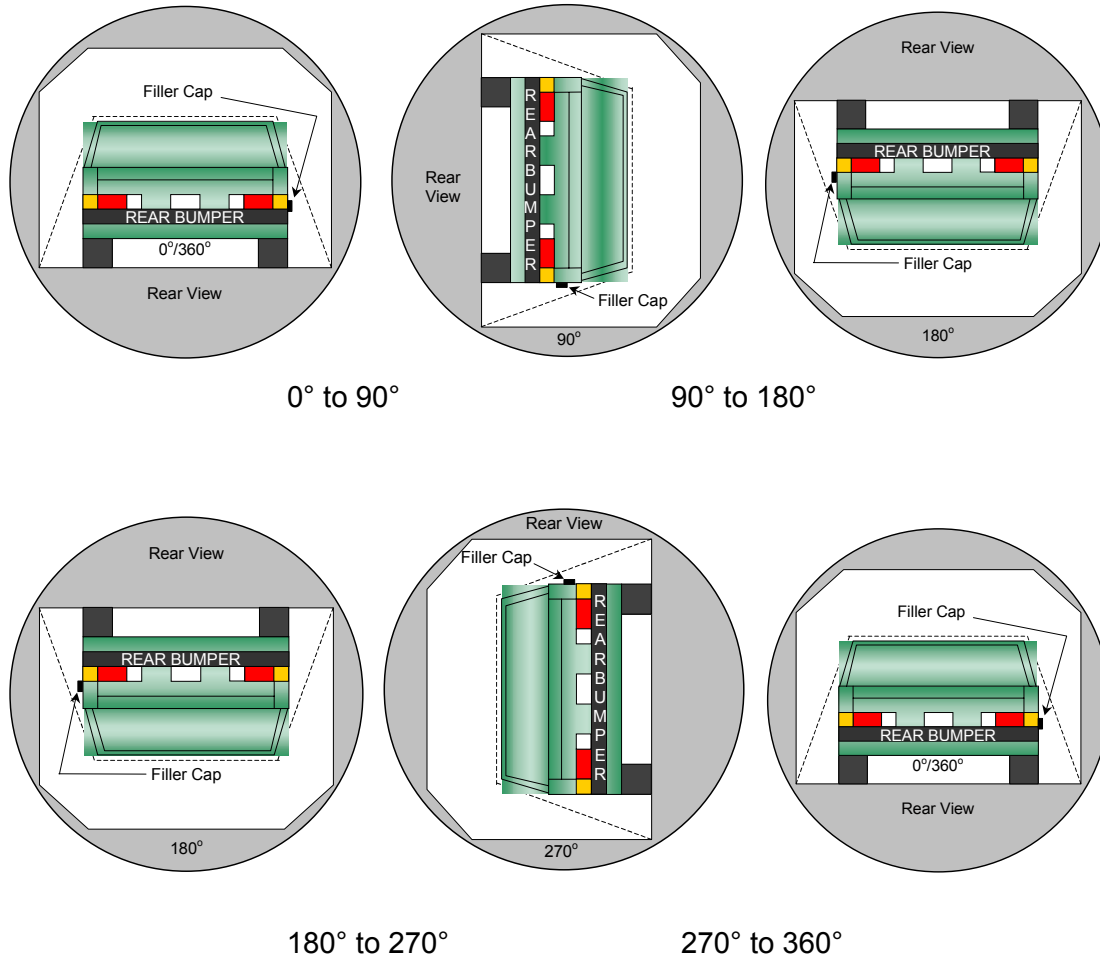 Filler Cap
REAR BUMPER
0°/360°
Rear View
Rear
View
REARBUMPER
Filler Cap
90°
Rear View
REAR BUMPER
Filler Cap
180°
0° to 90°
90° to 180°
Rear View
REAR BUMPER
Filler Cap
180°
Rear View
Filler Cap
REARBUMPER
270°
Filler Cap
REAR BUMPER
0°/360°
Rear View
180° to 270°
270° to 360°